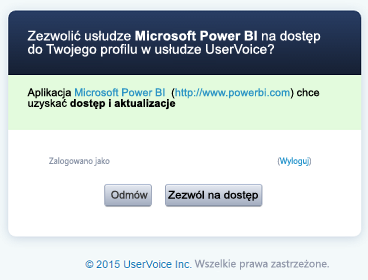 Zezwolić usłudze Microsoft Power BI na dostęp
do Twojego profilu w usłudze UserVoice?
Aplikacja Microsoft Power BI (http://www.powerbi.com) chce
uzyskać dostęp i aktualizacje
Zalogowano jako (Wyloguj)
Odmów Zezwól na dostęp
© 2015 UserVoice Inc. Wszelkie prawa zastrzeżone.